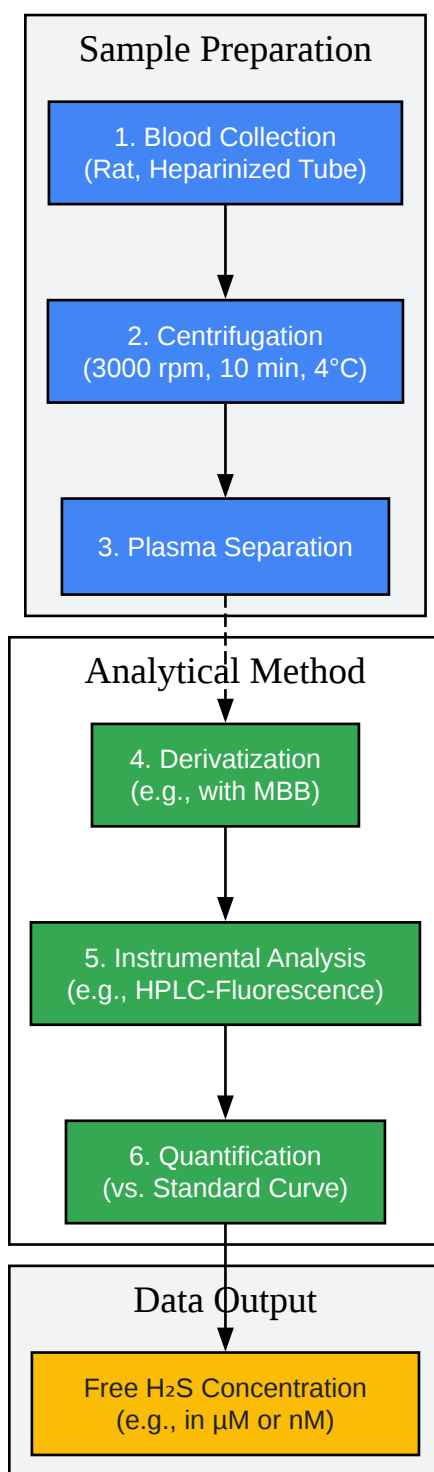 Sample Preparation
1. Blood Collection
(Rat, Heparinized Tube)
2. Centrifugation
(3000 rpm, 10 min, 4°C)
3. Plasma Separation
Analytical Method
4. Derivatization
(e.g., with MBB)
5. Instrumental Analysis
(e.g., HPLC-Fluorescence)
6. Quantification
(vs. Standard Curve)
Data Output
Free H₂S Concentration
(e.g., in µM or nM)